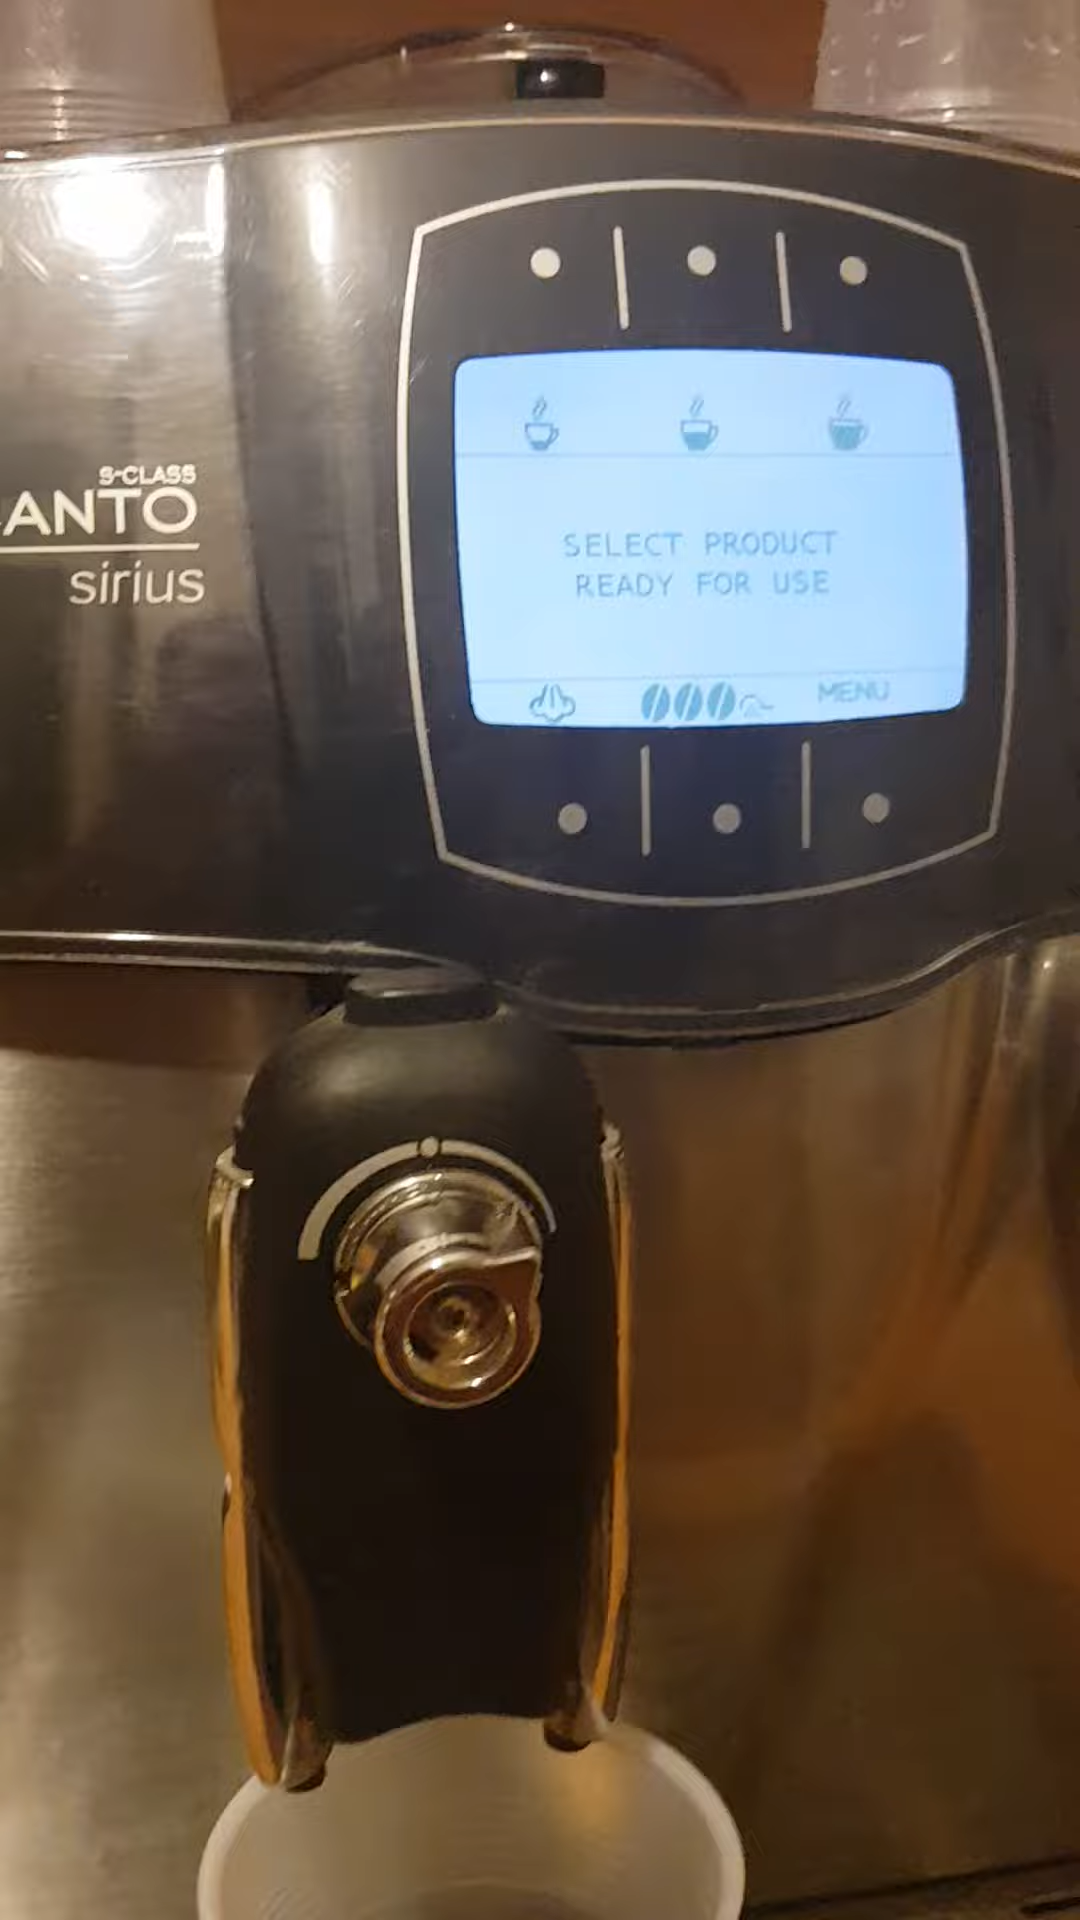 S-CLASS
ANTO
sirius
SELECT PRODUCT
READY FOR USE
MENU